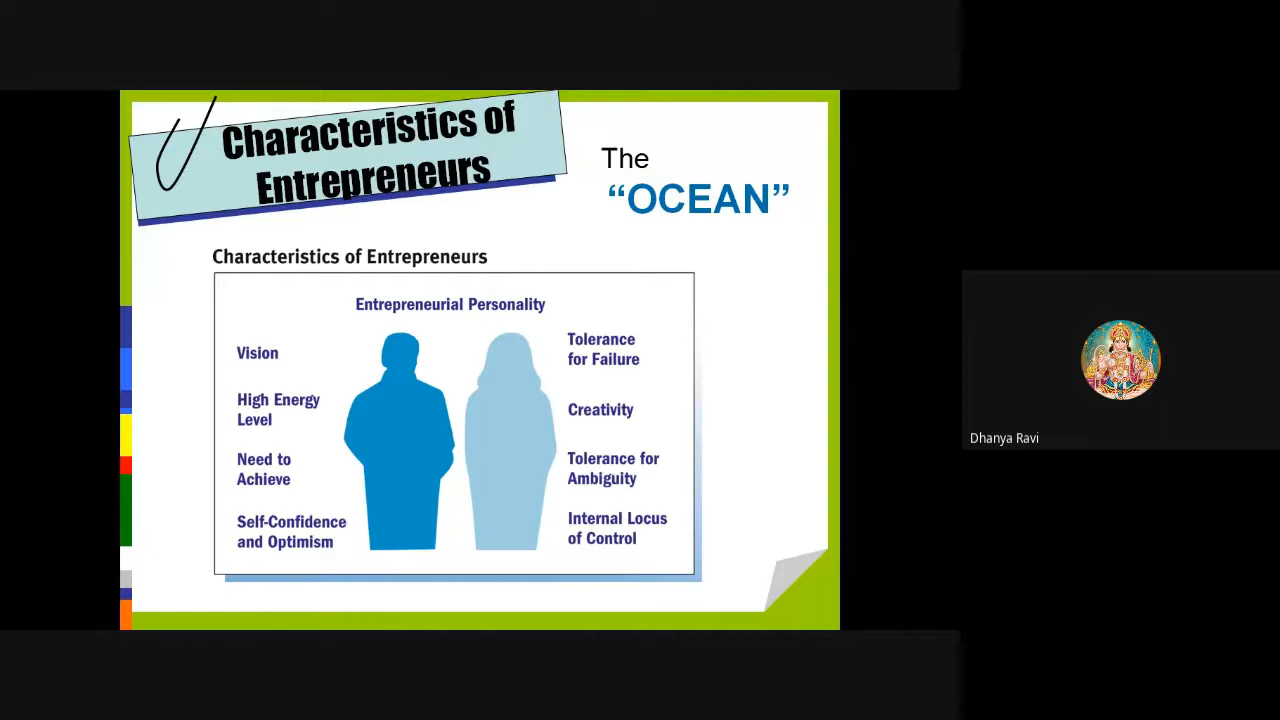 Characteristics of
Entrepreneurs
The
“OCEAN”
Characteristics of Entrepreneurs
Entrepreneurial Personality
Vision
High Energy
Level
Need to
Achieve
Self-Confidence
and Optimism
Tolerance
for Failure
Creativity
Tolerance for
Ambiguity
Internal Locus
of Control
Dhanya Ravi